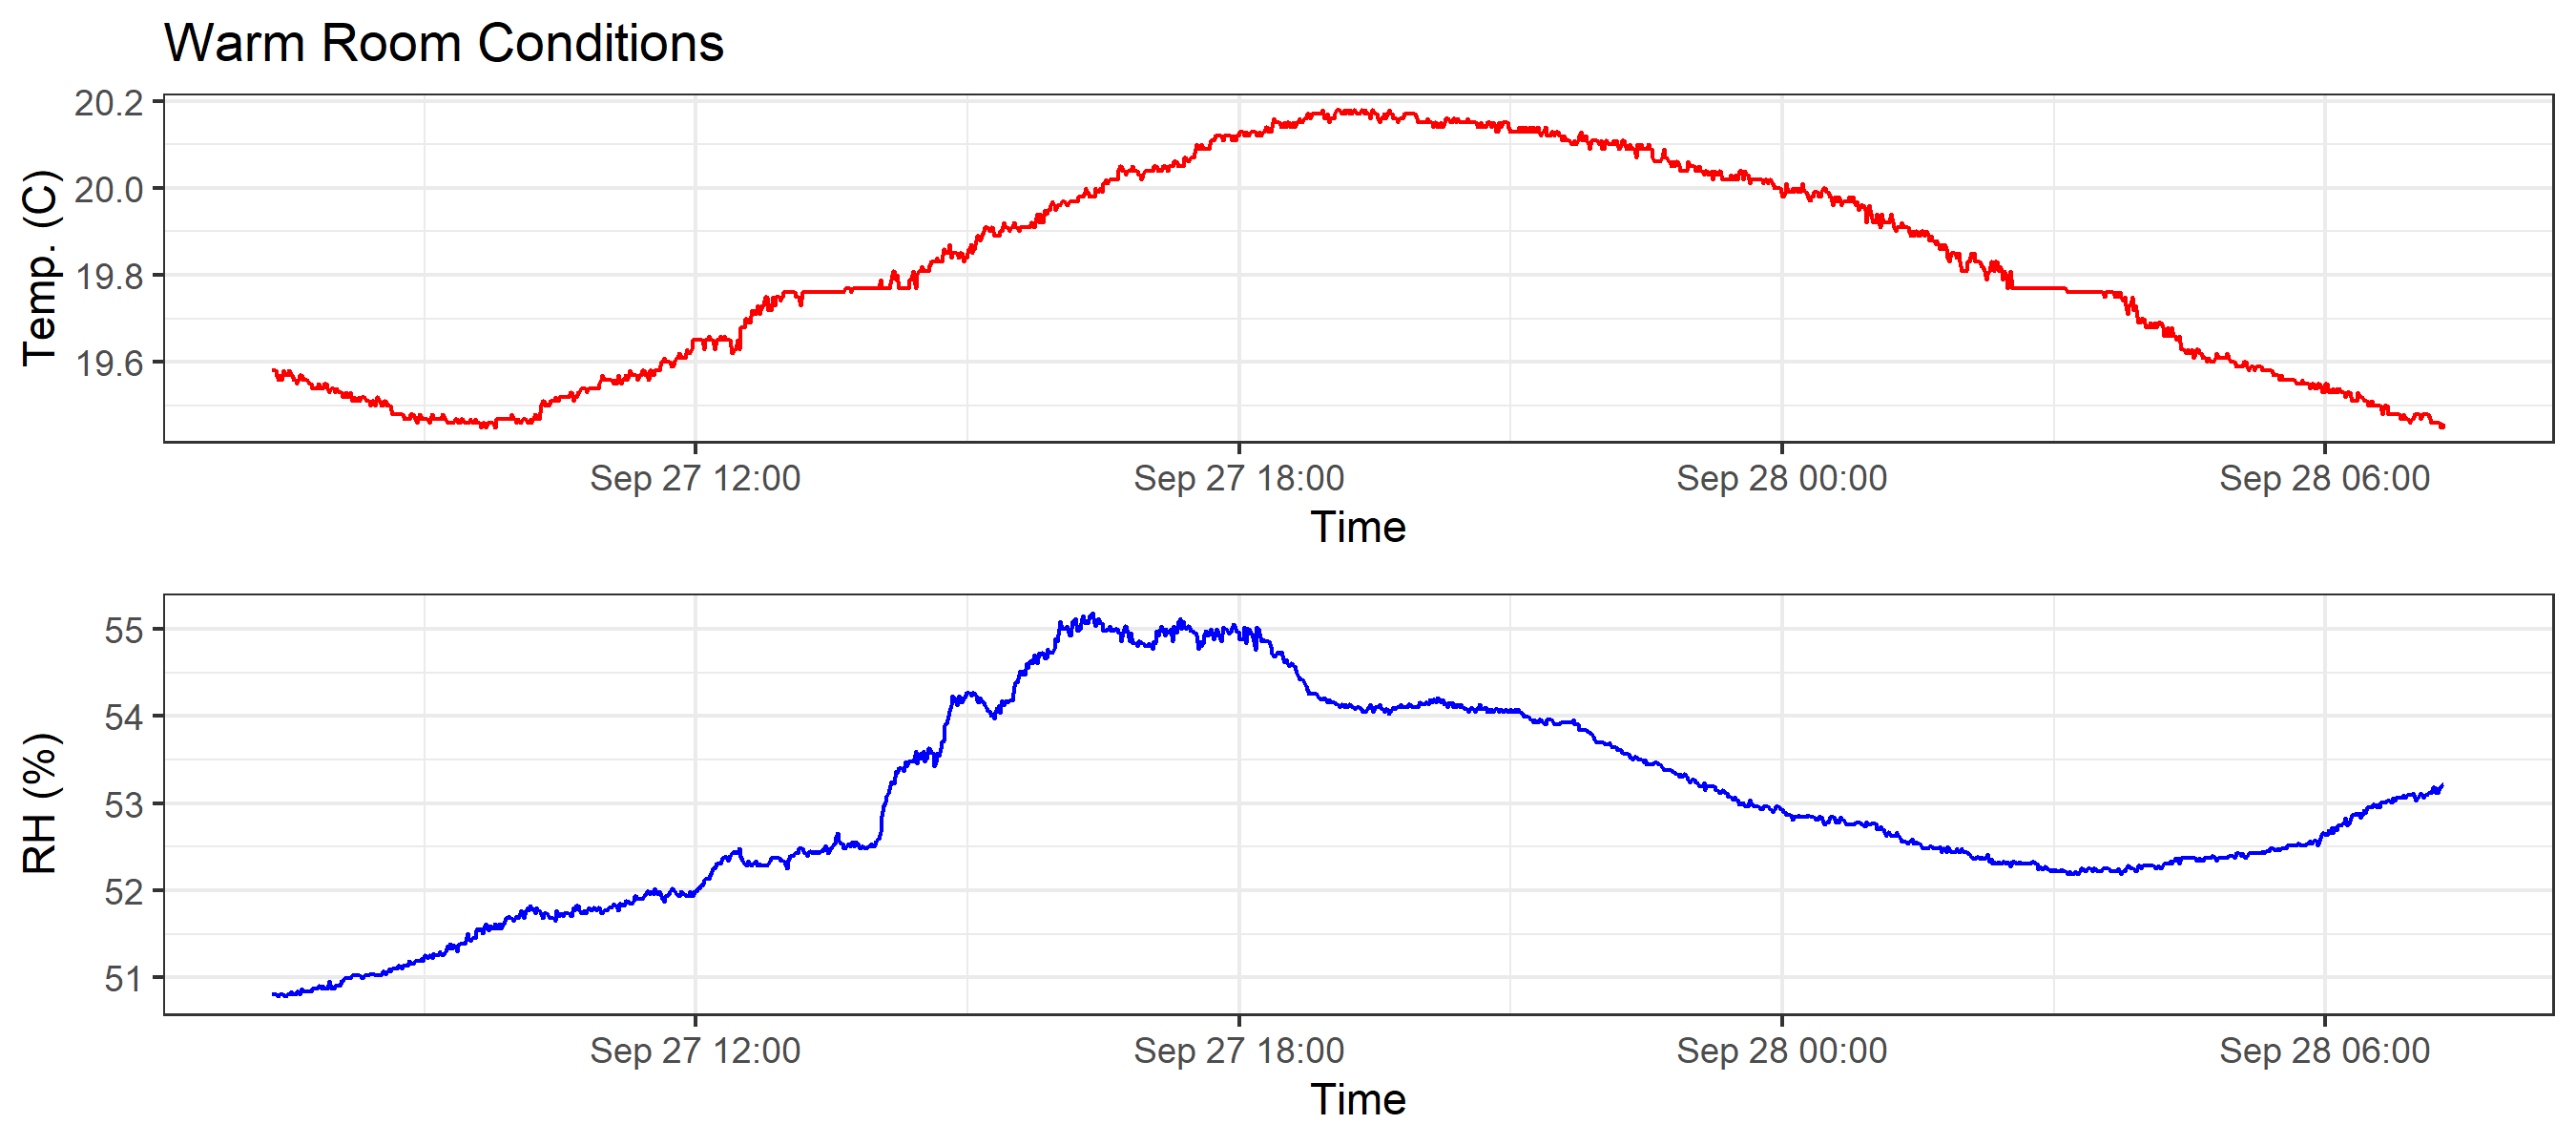 Warm Room Conditions
Temp. (C)
20.2
20.0
19.8
19.6
Sep 27 12:00 Sep 27 18:00 Sep 28 00:00 Sep 28 06:00
Time
RH (%)
55
54
53
52
51
Sep 27 12:00 Sep 27 18:00 Sep 28 00:00 Sep 28 06:00
Time